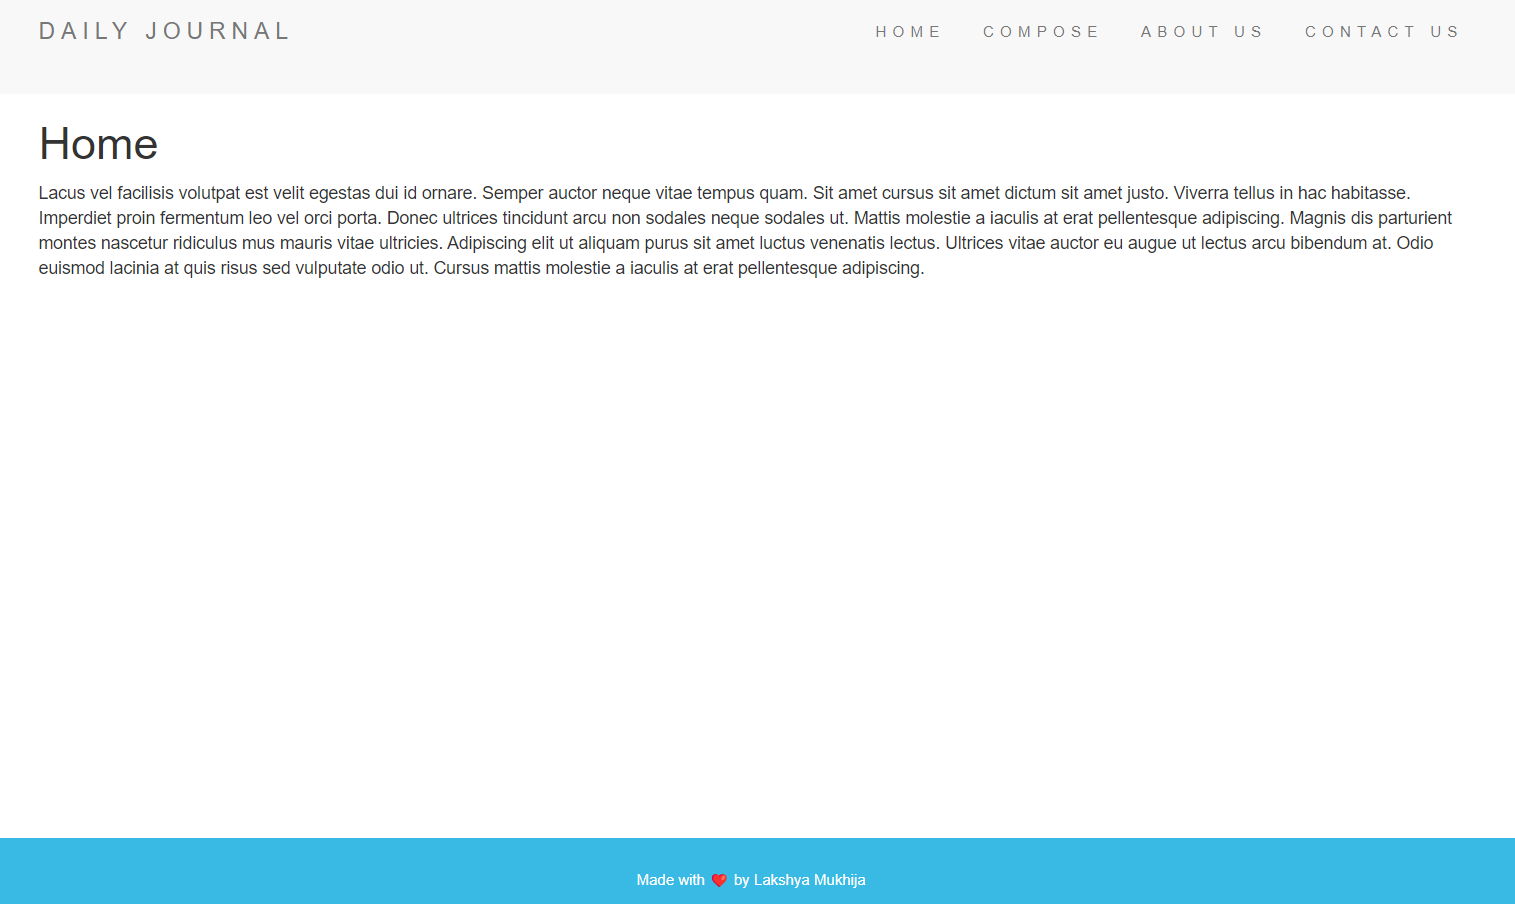 DAILY JOURNAL
HOME COMPOSE ABOUT US CONTACT US
Home
Lacus vel facilisis volutpat est velit egestas dui id ornare. Semper auctor neque vitae tempus quam. Sit amet cursus sit amet dictum sit amet justo. Viverra tellus in hac habitasse.
Imperdiet proin fermentum leo vel orci porta. Donec ultrices tincidunt arcu non sodales neque sodales ut. Mattis molestie a iaculis at erat pellentesque adipiscing. Magnis dis parturient
montes nascetur ridiculus mus mauris vitae ultricies. Adipiscing elit ut aliquam purus sit amet luctus venenatis lectus. Ultrices vitae auctor eu augue ut lectus arcu bibendum at. Odio
euismod lacinia at quis risus sed vulputate odio ut. Cursus mattis molestie a iaculis at erat pellentesque adipiscing.
Made with ❤️ by Lakshya Mukhija